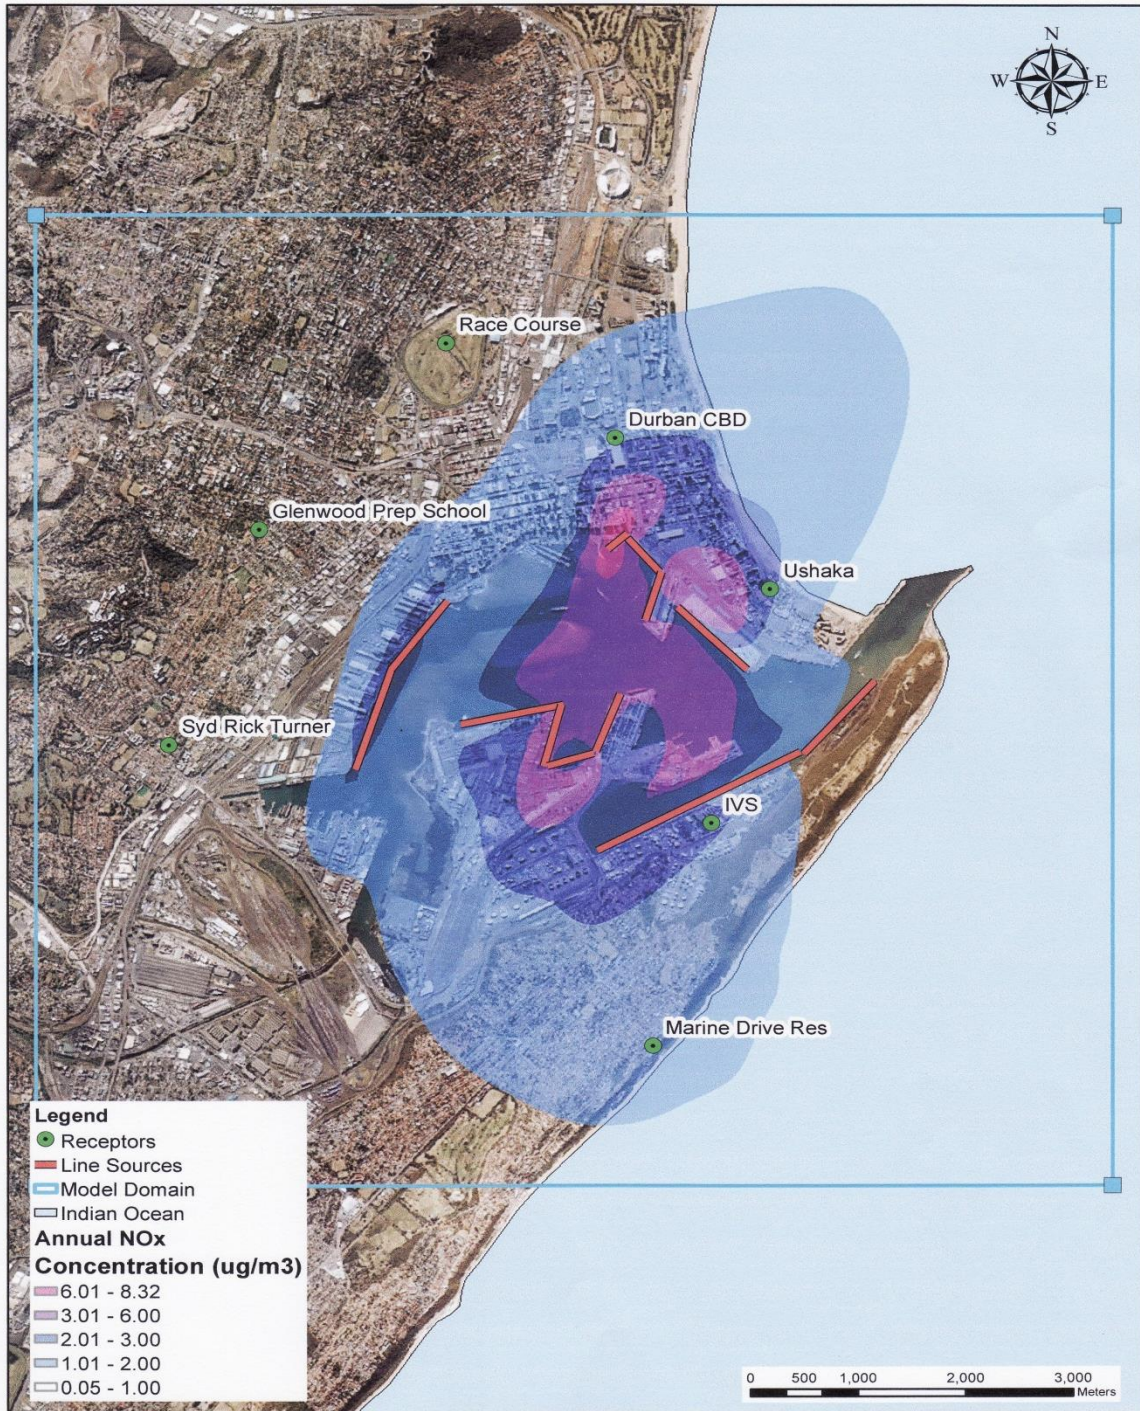 N
W E
S
Race Course
Durban CBD
Glenwood Prep School
Ushaka
Syd Rick Turner
IVS
Marine Drive Res
Legend
Receptors
Line Sources
Model Domain
Indian Ocean
Annual NOx
Concentration (ug/m3)
6.01 - 8.32
3.01 - 6.00
2.01 - 3.00
1.01 - 2.00
0.05 - 1.00
0 500 1,000 2,000 3,000
Meters